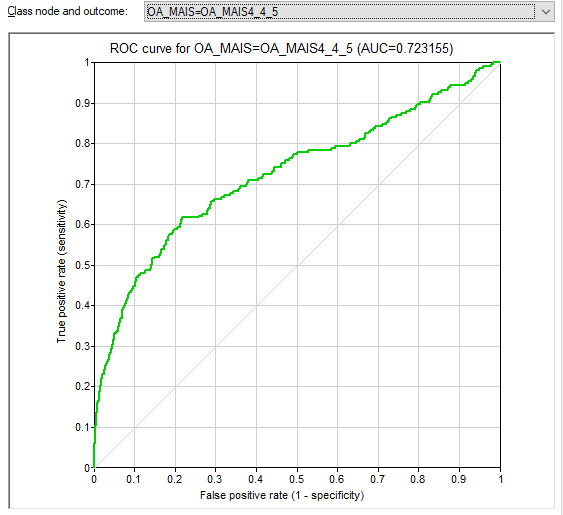 Class node and outcome: OA_MAIS=OA_MAIS4_4_5
ROC curve for OA_MAIS=OA_MAIS4_4_5 (AUC=0.723155)
1
0.9
0.8
0.7
0.6
0.5
0.4
0.3
0.2
0.1
0
True positive rate (sensitivity)
0 0.1 0.2 0.3 0.4 0.5 0.6 0.7 0.8 0.9 1
False positive rate (1 - specificity)